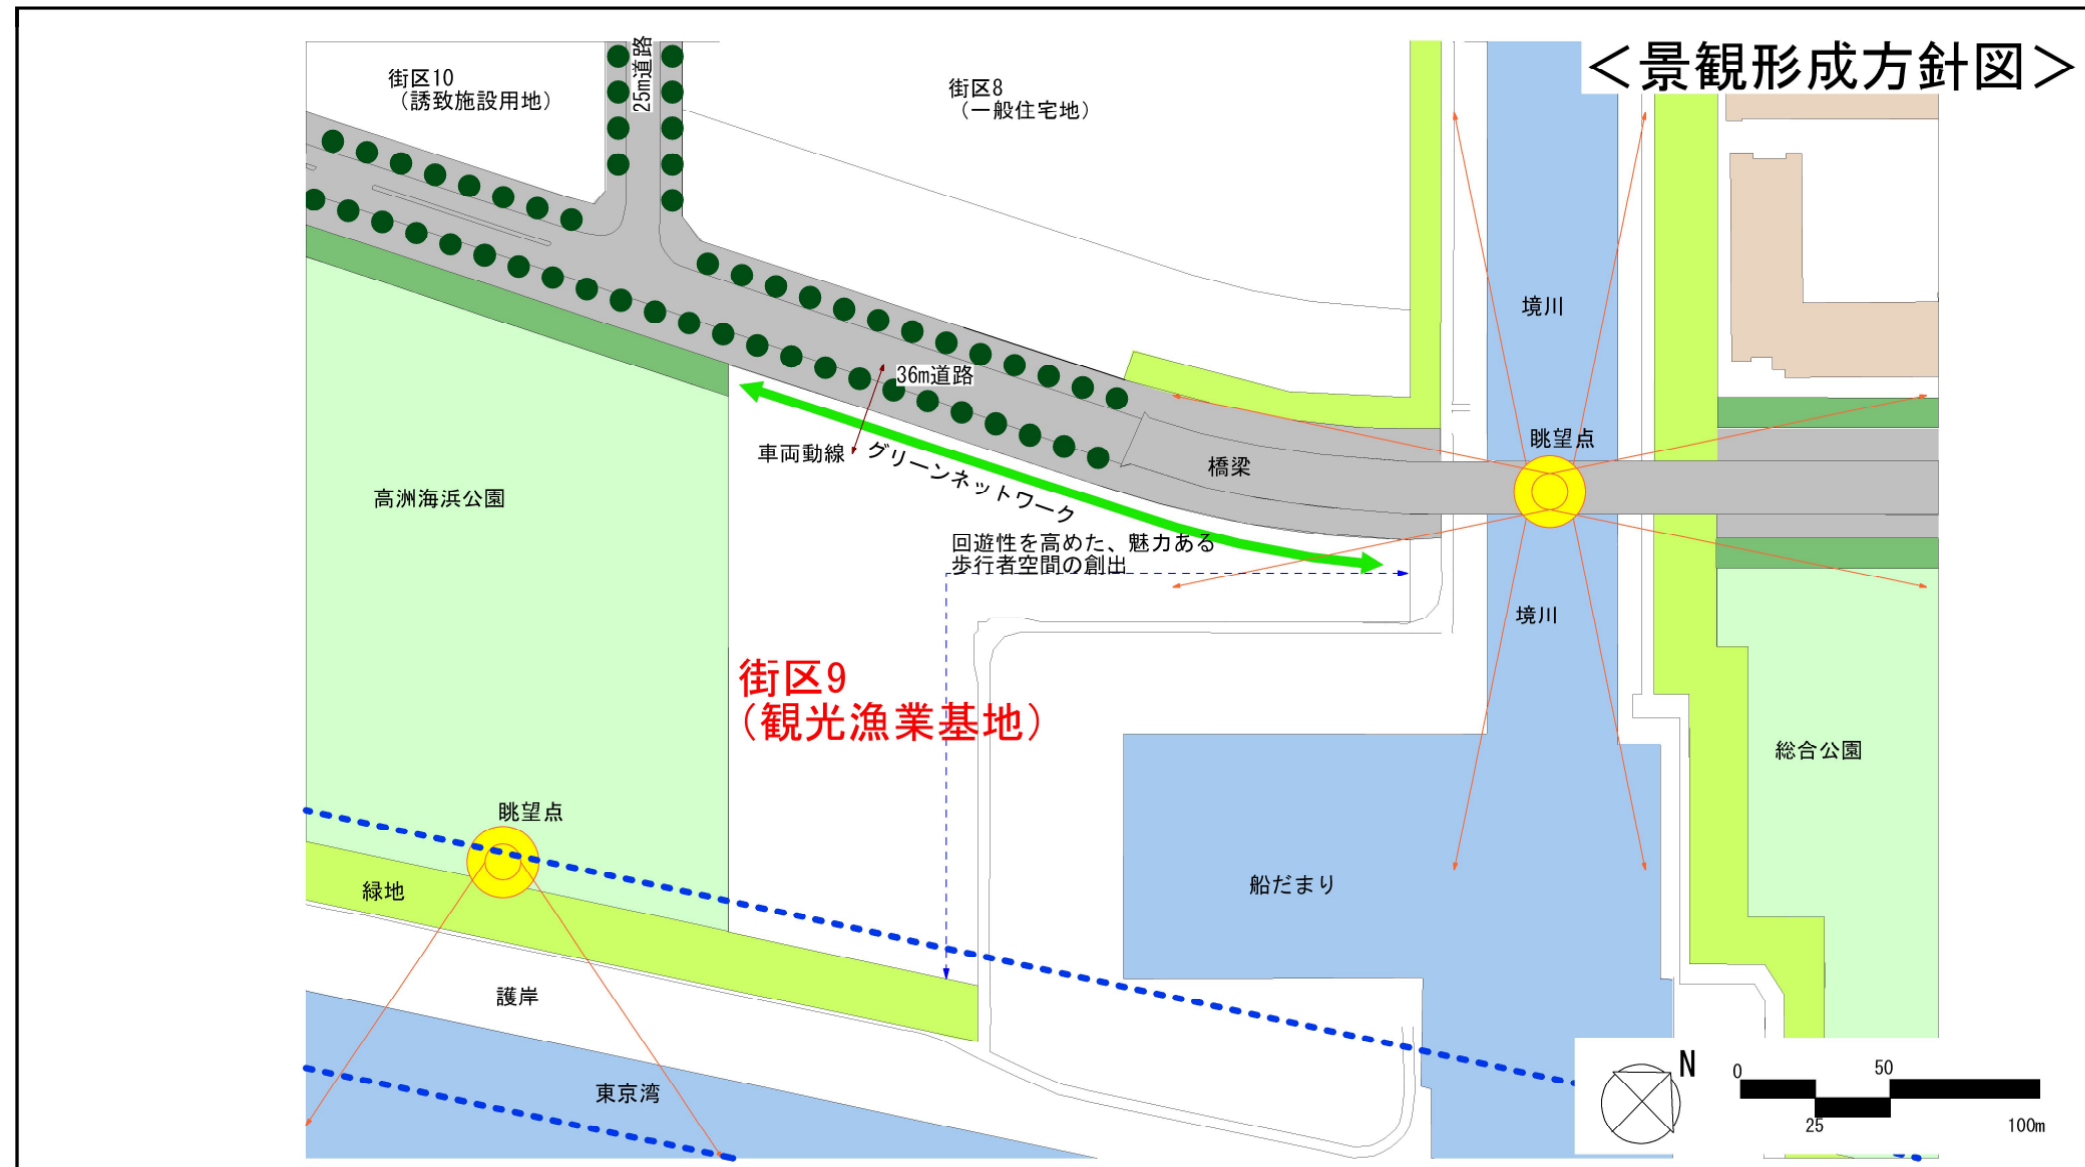 ＜景観形成方針図＞
街区10
（誘致施設用地）
25m道路
街区8
（一般住宅地）
境川
36m道路
眺望点
車両動線
グリーンネットワーク
橋梁
高洲海浜公園
回遊性を高めた、魅力ある
歩行者空間の創出
境川
街区9
（観光漁業基地）
総合公園
眺望点
緑地
船だまり
護岸
東京湾
N
0
50
25
100m